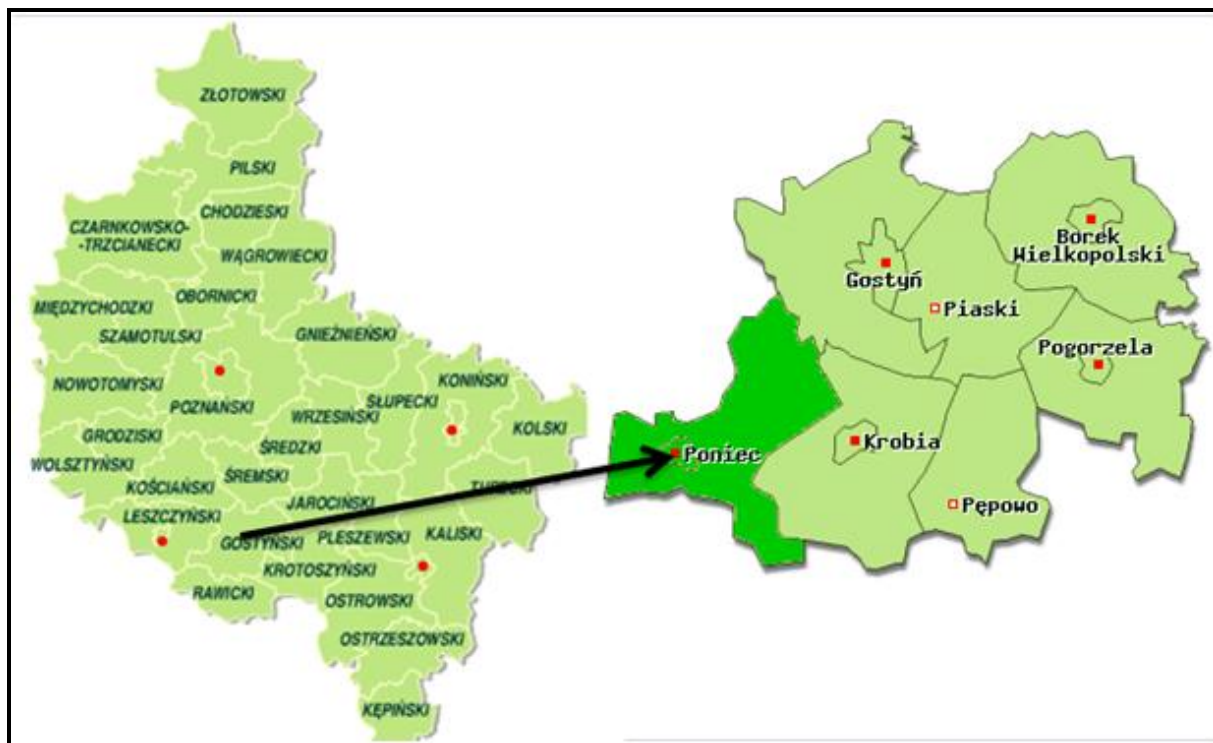 ZŁOTOWSKI
PILSKI
CHODZIESKI
CZARNKOWSKO-
-TRZCIANECKI
WĄGROWIECKI
OBORNICKI
MIĘDZYCHODZKI
SZAMOTULSKI
GNIEŹNIEŃSKI
NOWOTOMYSKI
POZNAŃSKI
WRZESIŃSKI
SŁUPECKI
KONIŃSKI
KOLSKI
GRODZISKI
ŚREDZKI
WOLSZTYŃSKI
KOŚCIAŃSKI
ŚREMSKI
JAROCIŃSKI
TURECKI
LESZCZYŃSKI
GOSTYŃSKI
PLESZEWSKI
KALISKI
KROTOSZYŃSKI
RAWICKI
OSTROWSKI
OSTRZESZOWSKI
KĘPIŃSKI
Borek
Wielkopolski
Gostyń
Piaski
Pogorzela
Krobia
Poniec
Pępowo